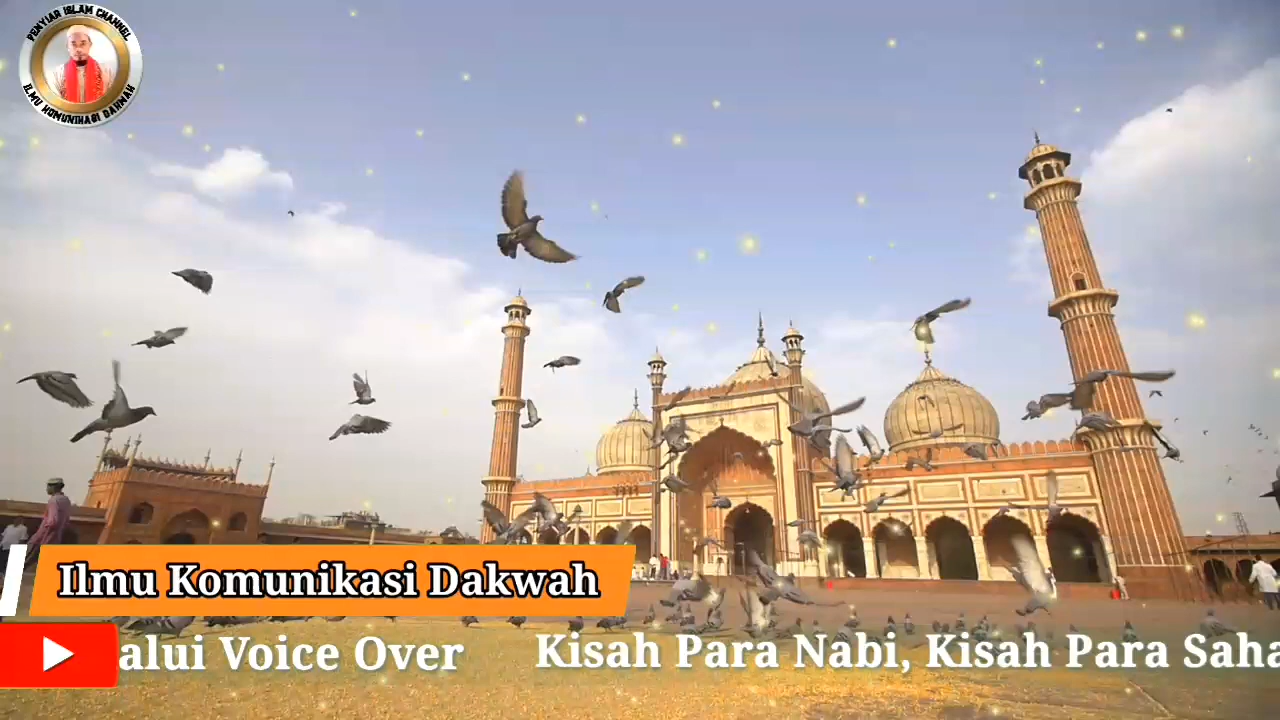 PENYIAR ISLAM CHANNEL
ILMU KOMUNIKASI DAKWAH
Ilmu Komunikasi Dakwah
alui Voice Over Kisah Para Nabi, Kisah Para Saha